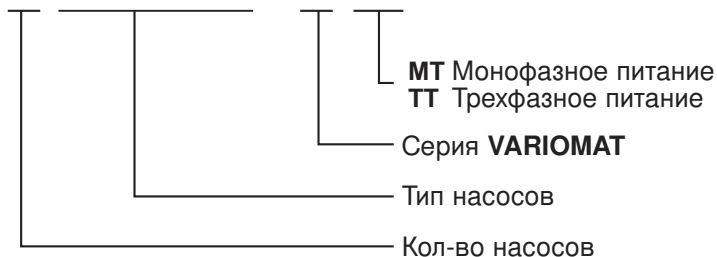 MT Монофазное питание
TT Трехфазное питание
Серия VARIOMAT
Тип насосов
Кол-во насосов